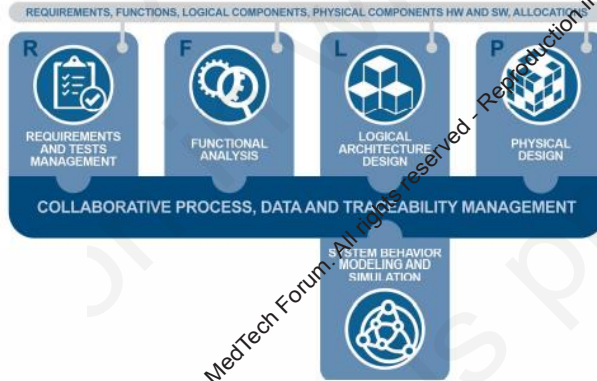 REQUIREMENTS, FUNCTIONS, LOGICAL COMPONENTS, PHYSICAL COMPONENTS HW AND SW, ALLOCATIONS
R
F
L
P
REQUIREMENTS
AND TESTS
MANAGEMENT
FUNCTIONAL
ANALYSIS
LOGICAL
ARCHITECTURE
DESIGN
PHYSICAL
DESIGN
COLLABORATIVE PROCESS, DATA AND TRACEABILITY MANAGEMENT
SYSTEM BEHAVIOR
MODELING AND
SIMULATION
MedTech Forum. All rights reserved - Reproduction